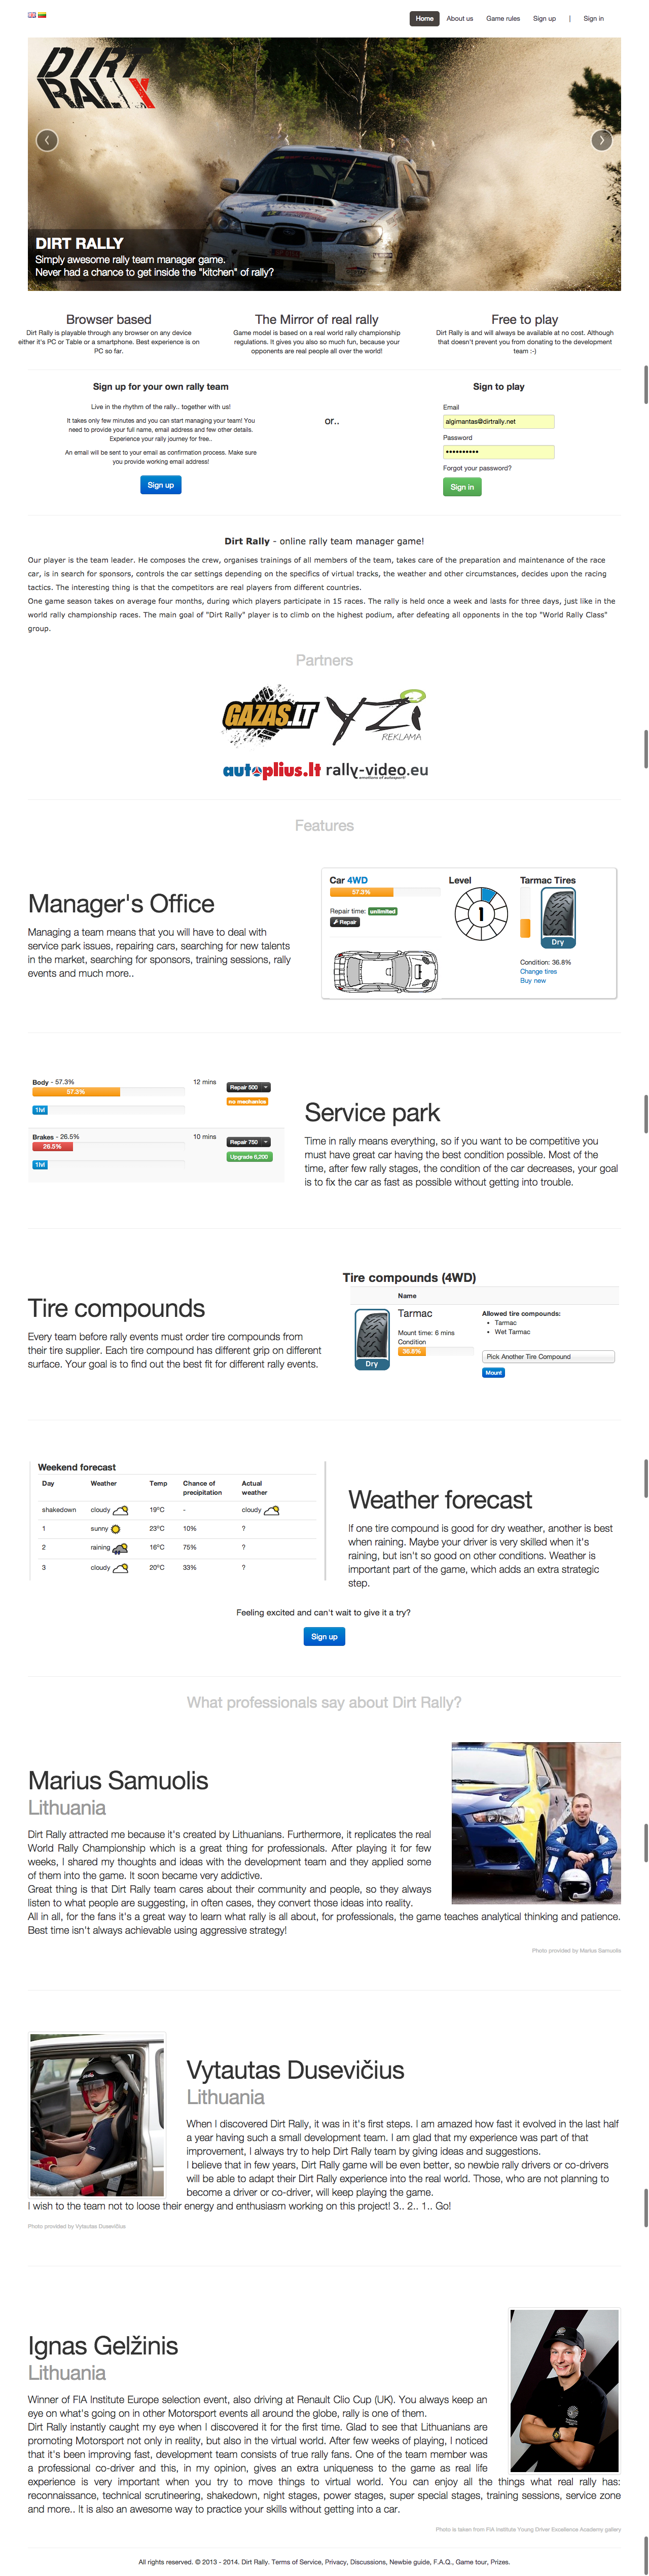 Home About us Game rules Sign up | Sign in
DIRT
RALLY
DIRT RALLY
Simply awesome rally team manager game.
Never had a chance to get inside the "kitchen" of rally?
Browser based
Dirt Rally is playable through any browser on any device
either it's PC or Table or a smartphone. Best experience is on
PC so far.
The Mirror of real rally
Game model is based on a real world rally championship
regulations. It gives you also so much fun, because your
opponents are real people all over the world!
Free to play
Dirt Rally is and will always be available at no cost. Although
that doesn't prevent you from donating to the development
team :-)
Sign up for your own rally team
Live in the rhythm of the rally.. together with us!
It takes only few minutes and you can start managing your team! You
need to provide your full name, email address and few other details.
Experience your rally journey for free..
An email will be sent to your email as confirmation process. Make sure
you provide working email address!
Sign up
or..
Sign to play
Email
algimantas@dirtrally.net
Password
••••••••••
Forgot your password?
Sign in
Dirt Rally - online rally team manager game!
Our player is the team leader. He composes the crew, organises trainings of all members of the team, takes care of the preparation and maintenance of the race
car, is in search for sponsors, controls the car settings depending on the specifics of virtual tracks, the weather and other circumstances, decides upon the racing
tactics. The interesting thing is that the competitors are real players from different countries.
One game season takes on average four months, during which players participate in 15 races. The rally is held once a week and lasts for three days, just like in the
world rally championship races. The main goal of "Dirt Rally" player is to climb on the highest podium, after defeating all opponents in the top "World Rally Class"
group.
Partners
GAZAS.LT
YZI
REKLAMA
autoplius.lt
rally-video.eu
emotions of autosport!
Features
Manager's Office
Managing a team means that you will have to deal with
service park issues, repairing cars, searching for new talents
in the market, searching for sponsors, training sessions, rally
events and much more..
Car 4WD
57.3%
Repair time: unlimited
Repair
Level
1
Tarmac Tires
Dry
Condition: 36.8%
Change tires
Buy new
Body - 57.3% 12 mins
57.3%
Repair 500
no mechanics
1lvl
Brakes - 26.5% 10 mins
26.5%
Repair 750
Upgrade 6,200
1lvl
Service park
Time in rally means everything, so if you want to be competitive you
must have great car having the best condition possible. Most of the
time, after few rally stages, the condition of the car decreases, your goal
is to fix the car as fast as possible without getting into trouble.
Tire compounds
Every team before rally events must order tire compounds from
their tire supplier. Each tire compound has different grip on different
surface. Your goal is to find out the best fit for different rally events.
Tire compounds (4WD)
Name
Dry
Tarmac
Mount time: 6 mins
Condition
36.8%
Allowed tire compounds:
Tarmac
Wet Tarmac
Pick Another Tire Compound
Mount
Weekend forecast
Day Weather Temp Chance of precipitation Actual weather
shakedown cloudy 19°C - cloudy
1 sunny 23°C 10% ?
2 raining 16°C 75% ?
3 cloudy 20°C 33% ?
Weather forecast
If one tire compound is good for dry weather, another is best
when raining. Maybe your driver is very skilled when it's
raining, but isn't so good on other conditions. Weather is
important part of the game, which adds an extra strategic
step.
Feeling excited and can't wait to give it a try?
Sign up
What professionals say about Dirt Rally?
Marius Samuolis
Lithuania
Dirt Rally attracted me because it's created by Lithuanians. Furthermore, it replicates the real
World Rally Championship which is a great thing for professionals. After playing it for few
weeks, I shared my thoughts and ideas with the development team and they applied some
of them into the game. It soon became very addictive.
Great thing is that Dirt Rally team cares about their community and people, so they always
listen to what people are suggesting, in often cases, they convert those ideas into reality.
All in all, for the fans it's a great way to learn what rally is all about, for professionals, the game teaches analytical thinking and patience.
Best time isn't always achievable using aggressive strategy!
Photo provided by Marius Samuolis
Vytautas Dusevičius
Lithuania
When I discovered Dirt Rally, it was in it's first steps. I am amazed how fast it evolved in the last half
a year having such a small development team. I am glad that my experience was part of that
improvement, I always try to help Dirt Rally team by giving ideas and suggestions.
I believe that in few years, Dirt Rally game will be even better, so newbie rally drivers or co-drivers
will be able to adapt their Dirt Rally experience into the real world. Those, who are not planning to
become a driver or co-driver, will keep playing the game.
I wish to the team not to loose their energy and enthusiasm working on this project! 3.. 2.. 1.. Go!
Photo provided by Vytautas Dusevičius
Ignas Gelžinis
Lithuania
Winner of FIA Institute Europe selection event, also driving at Renault Clio Cup (UK). You always keep an
eye on what's going on in other Motorsport events all around the globe, rally is one of them.
Dirt Rally instantly caught my eye when I discovered it for the first time. Glad to see that Lithuanians are
promoting Motorsport not only in reality, but also in the virtual world. After few weeks of playing, I noticed
that it's been improving fast, development team consists of true rally fans. One of the team member was
a professional co-driver and this, in my opinion, gives an extra uniqueness to the game as real life
experience is very important when you try to move things to virtual world. You can enjoy all the things what real rally has:
reconnaissance, technical scrutineering, shakedown, night stages, power stages, super special stages, training sessions, service zone
and more.. It is also an awesome way to practice your skills without getting into a car.
Photo is taken from FIA Institute Young Driver Excellence Academy gallery
All rights reserved. © 2013 - 2014. Dirt Rally. Terms of Service, Privacy, Discussions, Newbie guide, F.A.Q., Game tour, Prizes.